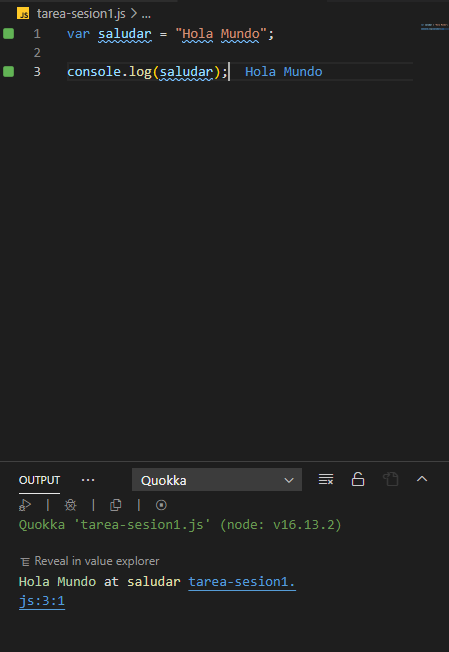 JS tarea-sesion1.js > ...
1 var saludar = "Hola Mundo";
2
3 console.log(saludar); Hola Mundo
OUTPUT ... Quokka
Quokka 'tarea-sesion1.js' (node: v16.13.2)
Reveal in value explorer
Hola Mundo at saludar tarea-sesion1.
js:3:1